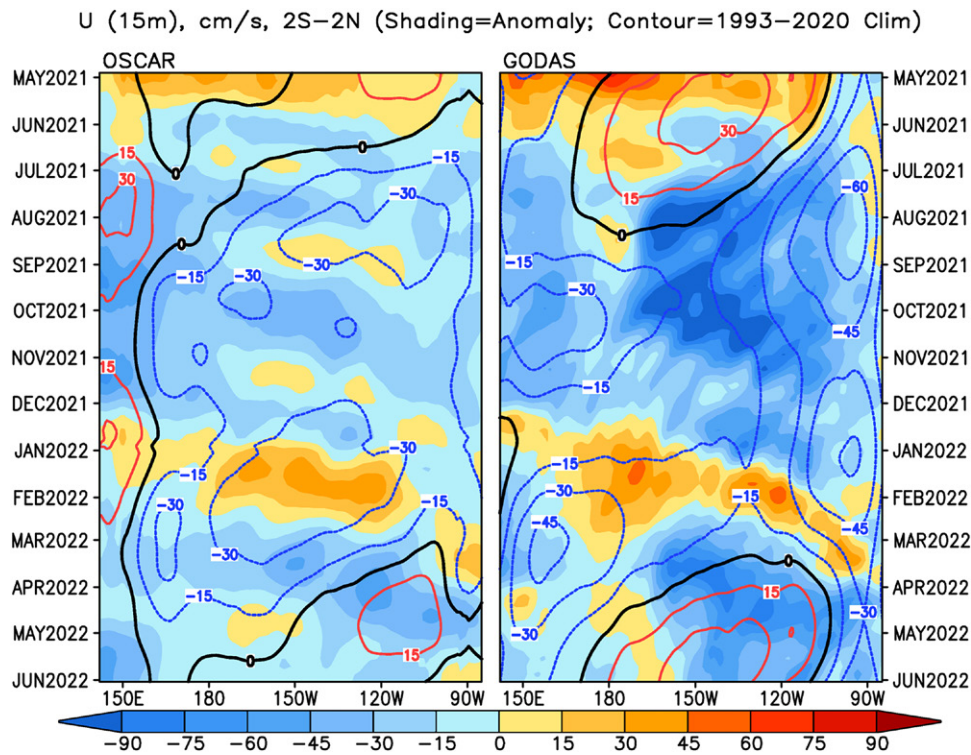 U (15m), cm/s, 2S-2N (Shading=Anomaly; Contour=1993-2020 Clim)
OSCAR
GODAS
MAY2021
JUN2021
JUL2021
AUG2021
SEP2021
OCT2021
NOV2021
DEC2021
JAN2022
FEB2022
MAR2022
APR2022
MAY2022
JUN2022
15
30
0
0
0
-15
-30
-15
-30
-30
15
-30
-15
-15
-30
-30
-15
15
0
30
15
0
-60
-15
-30
-45
-15
-15
-30
-15
-45
-45
0
15
-30
-30
MAY2021
JUN2021
JUL2021
AUG2021
SEP2021
OCT2021
NOV2021
DEC2021
JAN2022
FEB2022
MAR2022
APR2022
MAY2022
JUN2022
150E 180 150W 120W 90W
150E 180 150W 120W 90W
-90 -75 -60 -45 -30 -15 0 15 30 45 60 75 90